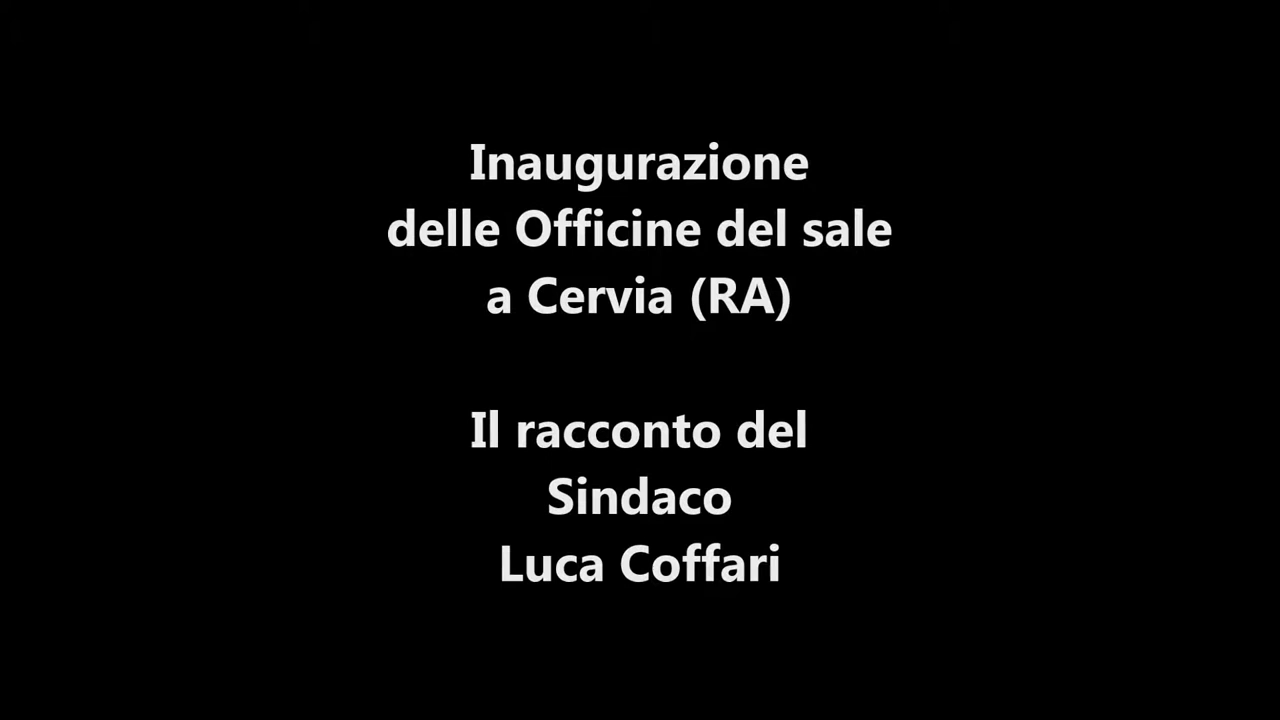 Inaugurazione
delle Officine del sale
a Cervia (RA)
Il racconto del
Sindaco
Luca Coffari